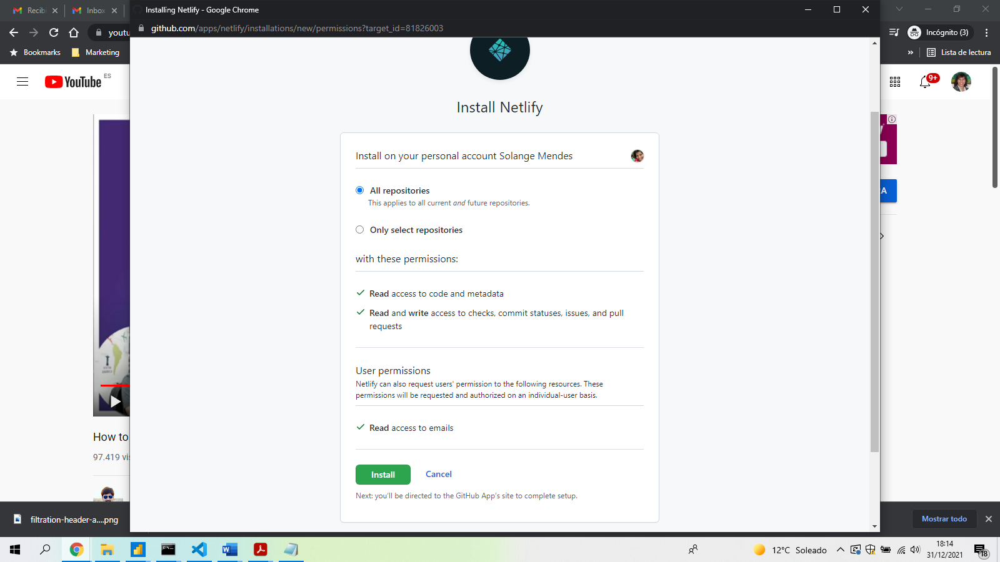 Recibi
Inbox
Installing Netlify - Google Chrome
github.com/apps/netlify/installations/new/permissions?target_id=81826003
youtu
Incógnito (3)
Bookmarks
Marketing
»
Lista de lectura
YouTube ES
9+
Install Netlify
Install on your personal account Solange Mendes
All repositories
This applies to all current and future repositories.
A
Only select repositories
with these permissions:
Read access to code and metadata
Read and write access to checks, commit statuses, issues, and pull
requests
User permissions
Netlify can also request users' permission to the following resources. These
permissions will be requested and authorized on an individual-user basis.
Read access to emails
How to
97.419 vis
Install
Cancel
Next: you'll be directed to the GitHub App's site to complete setup.
filtration-header-a....png
Mostrar todo
12°C Soleado
18:14
31/12/2021
18